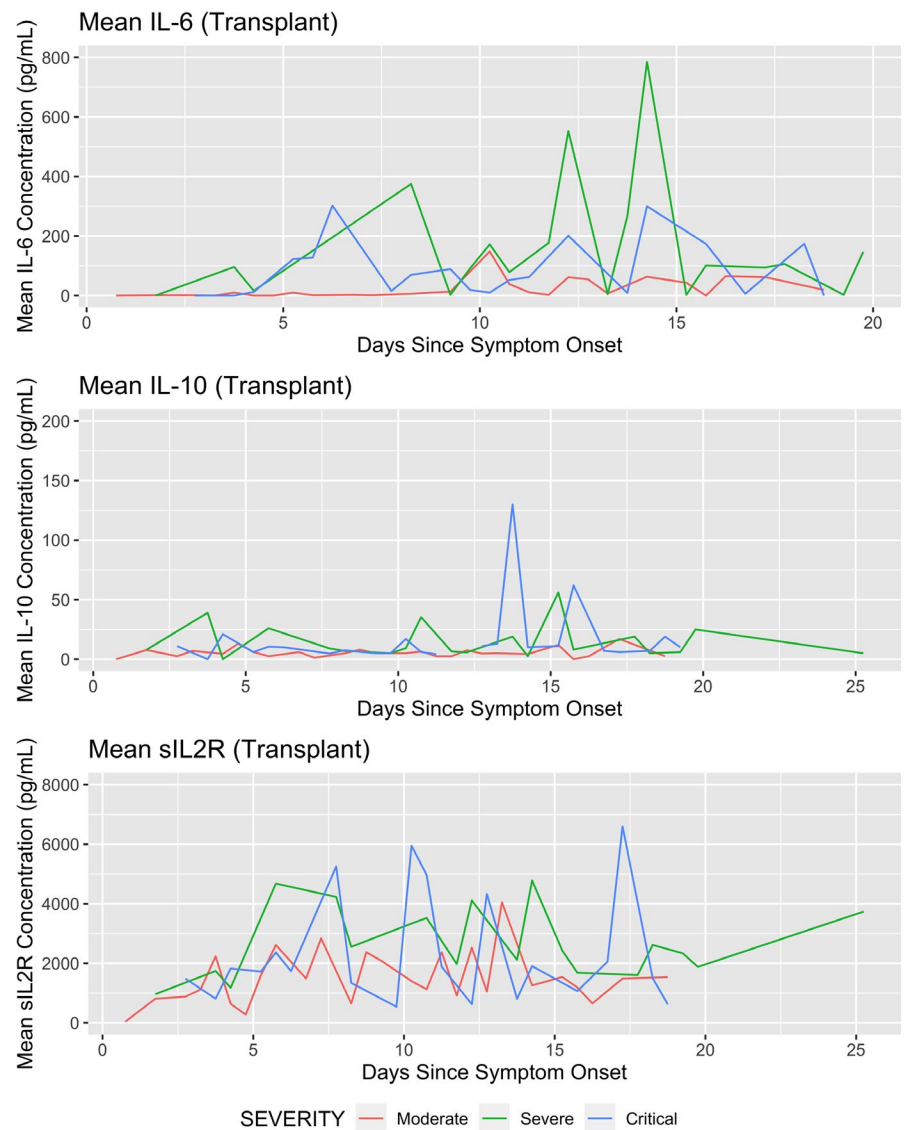 Mean IL-6 (Transplant)
Mean IL-6 Concentration (pg/mL)
800
600
400
200
0
0 5 10 15 20
Days Since Symptom Onset
Mean IL-10 (Transplant)
Mean IL-10 Concentration (pg/mL)
200
150
100
50
0
0 5 10 15 20 25
Days Since Symptom Onset
Mean sIL2R (Transplant)
Mean sIL2R Concentration (pg/mL)
8000
6000
4000
2000
0
0 5 10 15 20 25
Days Since Symptom Onset
SEVERITY Moderate Severe Critical